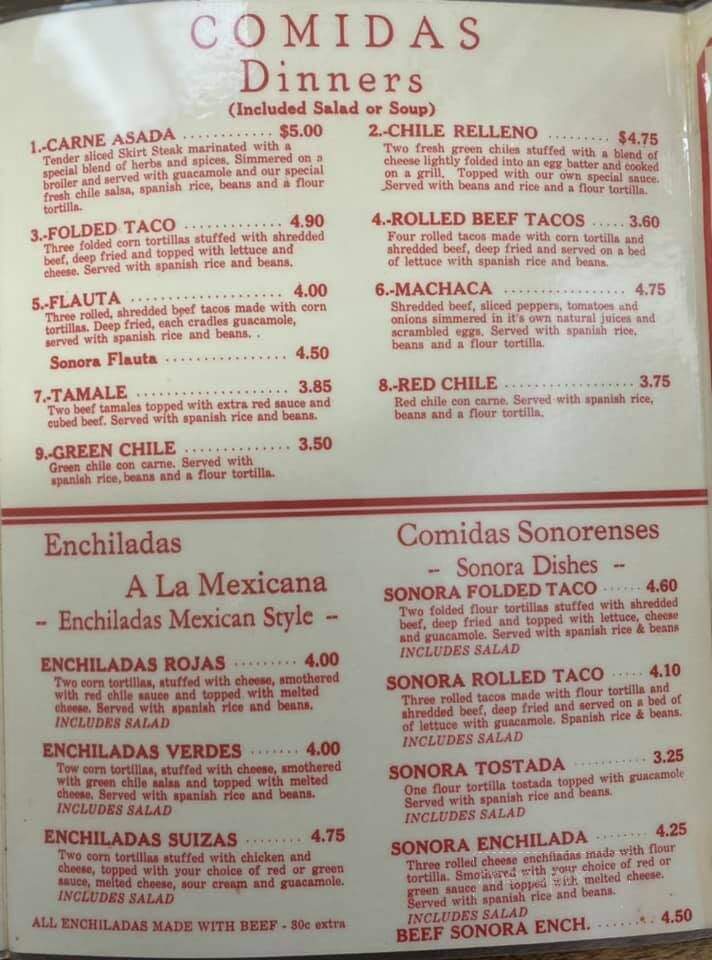 COMIDAS
Dinners
(Included Salad or Soup)
1.-CARNE ASADA ............ $5.00
Tender sliced Skirt Steak marinated with a
special blend of herbs and spices. Simmered on a
broiler and served with guacamole and our special
fresh chile salsa, spanish rice, beans and a flour
tortilla.
3.-FOLDED TACO ............... 4.90
Three folded corn tortillas stuffed with shredded
beef, deep fried and topped with lettuce and
cheese. Served with spanish rice and beans.
5.-FLAUTA ..................... 4.00
Three rolled, shredded beef tacos made with corn
tortillas. Deep fried, each cradles guacamole,
served with spanish rice and beans. .
Sonora Flauta ................. 4.50
7.-TAMALE ..................... 3.85
Two beef tamales topped with extra red sauce and
cubed beef. Served with spanish rice and beans.
9.-GREEN CHILE ............... 3.50
Green chile con carne. Served with
spanish rice, beans and a flour tortilla.
2.-CHILE RELLENO .......... $4.75
Two fresh green chiles stuffed with a blend of
cheese lightly folded into an egg batter and cooked
on a grill. Topped with our own special sauce.
Served with beans and rice and a flour tortilla.
4.-ROLLED BEEF TACOS ..... 3.60
Four rolled tacos made with corn tortilla and
shredded beef, deep fried and served on a bed
of lettuce with spanish rice and beans.
6.-MACHACA ................. 4.75
Shredded beef, sliced peppers, tomatoes and
onions simmered in it's own natural juices and
scrambled eggs. Served with spanish rice,
beans and a flour tortilla.
8.-RED CHILE ................. 3.75
Red chile con carne. Served with spanish rice,
beans and a flour tortilla.
Enchiladas
A La Mexicana
- Enchiladas Mexican Style -
ENCHILADAS ROJAS ......... 4.00
Two corn tortillas, stuffed with cheese, smothered
with red chile sauce and topped with melted
cheese. Served with spanish rice and beans.
INCLUDES SALAD
ENCHILADAS VERDES ....... 4.00
Tow corn tortillas, stuffed with cheese, smothered
with green chile salsa and topped with melted
cheese. Served with spanish rice and beans.
INCLUDES SALAD
ENCHILADAS SUIZAS ........ 4.75
Two corn tortillas stuffed with chicken and
cheese, topped with your choice of red or green
sauce, melted cheese, sour cream and guacamole.
INCLUDES SALAD
ALL ENCHILADAS MADE WITH BEEF - 30c extra
Comidas Sonorenses
- Sonora Dishes -
SONORA FOLDED TACO ...... 4.60
Two folded flour tortillas stuffed with shredded
beef, deep fried and topped with lettuce, cheese
and guacamole. Served with spanish rice & beans
INCLUDES SALAD
SONORA ROLLED TACO ..... 4.10
Three rolled tacos made with flour tortilla and
shredded beef, deep fried and served on a bed of
of lettuce with guacamole. Spanish rice & beans.
INCLUDES SALAD
SONORA TOSTADA ........... 3.25
One flour tortilla tostada topped with guacamole
Served with spanish rice and beans.
INCLUDES SALAD
SONORA ENCHILADA ........ 4.25
Three rolled cheese enchiladas made with flour
tortilla. Smothered with your choice of red or
green sauce and topped with melted cheese.
Served with spanish rice and beans.
INCLUDES SALAD
BEEF SONORA ENCH. ........ 4.50